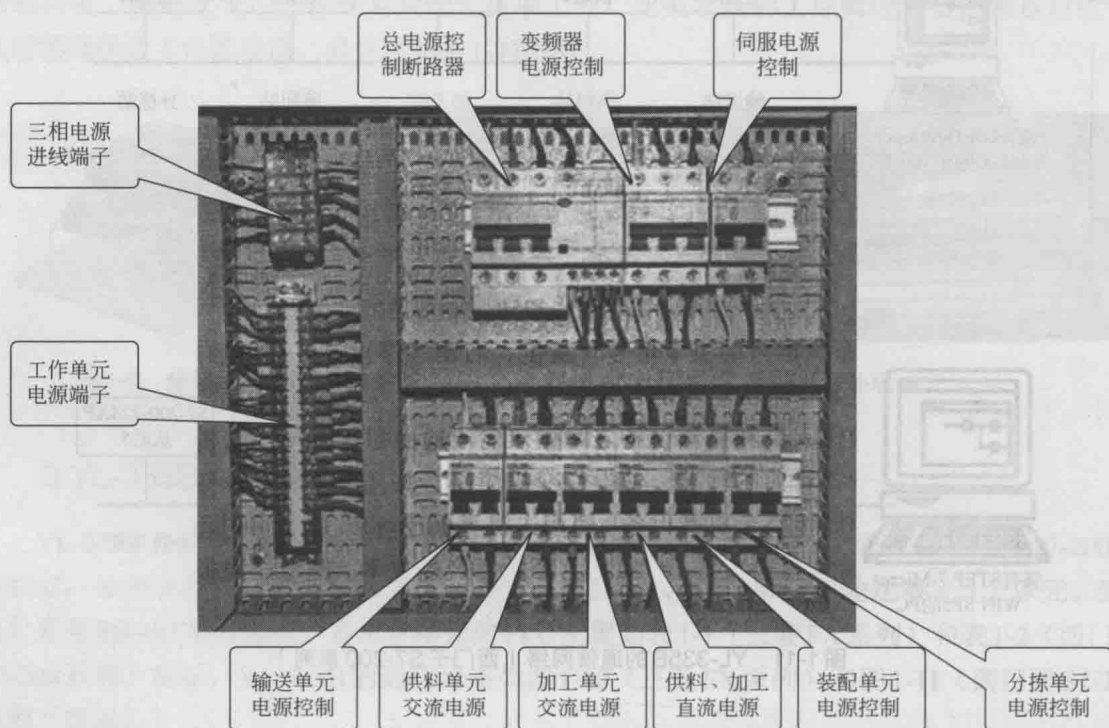 总电源控
制断路器
变频器
电源控制
伺服电源
控制
三相电源
进线端子
工作单元
电源端子
输送单元
电源控制
供料单元
交流电源
加工单元
交流电源
供料、加工
直流电源
装配单元
电源控制
分拣单元
电源控制